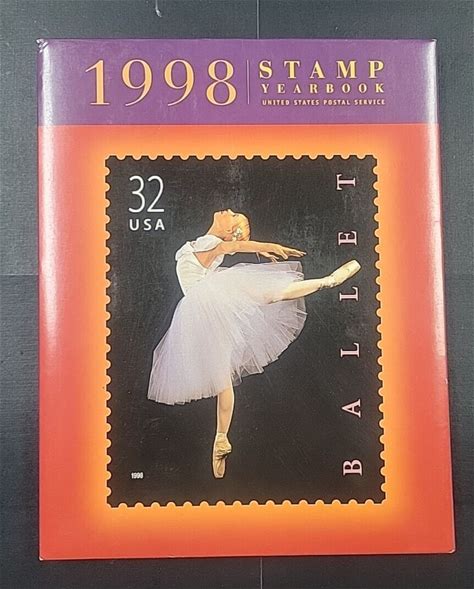 1998 STAMP
YEARBOOK
UNITED STATES POSTAL SERVICE
32
USA
BALLET
1998